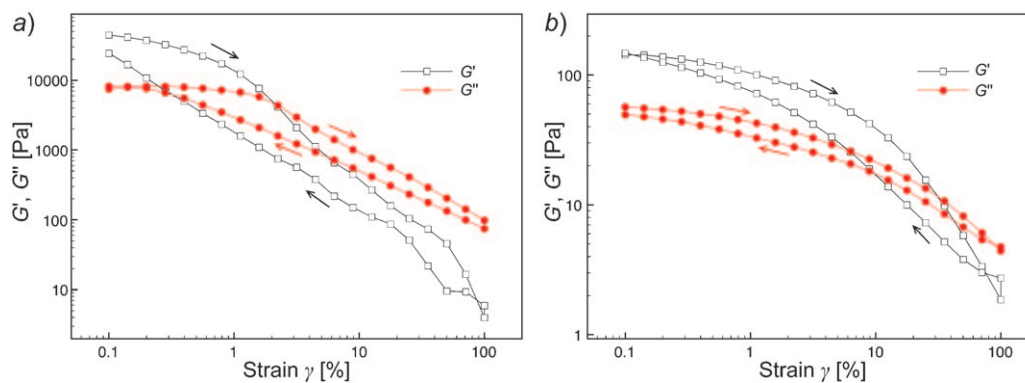 a)
G', G'' [Pa]
10000
1000
100
10
0.1 1 10 100
Strain γ [%]
G'
G''
b)
G', G'' [Pa]
100
10
1
0.1 1 10 100
Strain γ [%]
G'
G''